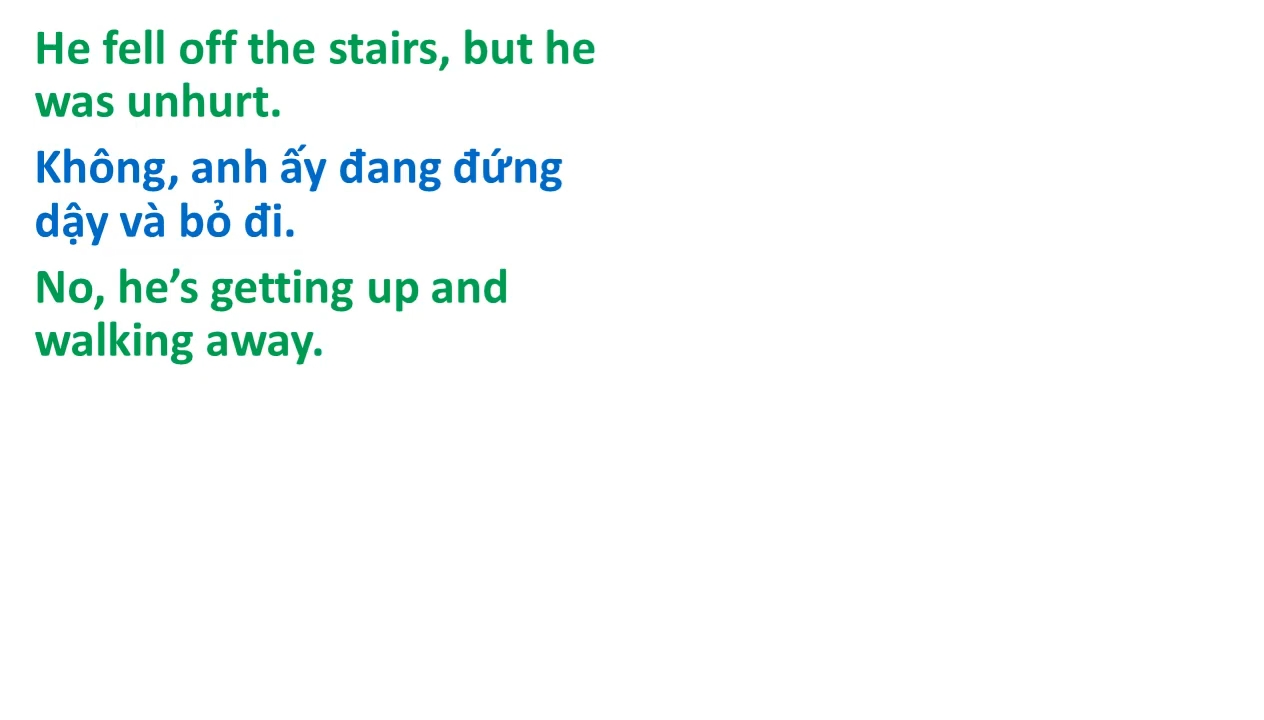 He fell off the stairs, but he
was unhurt.
Không, anh ấy đang đứng
dậy và bỏ đi.
No, he’s getting up and
walking away.